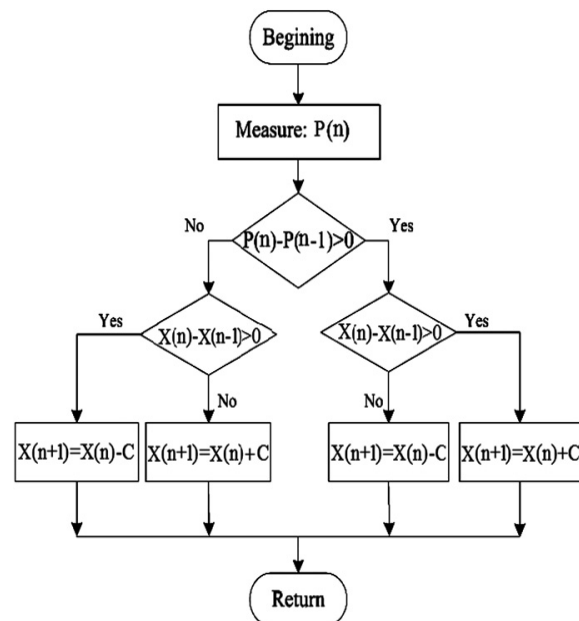 Begining
Measure: P(n)
No
P(n)-P(n-1)>0
Yes
Yes
X(n)-X(n-1)>0
X(n)-X(n-1)>0
Yes
No
No
X(n+1)=X(n)-C
X(n+1)=X(n)+C
X(n+1)=X(n)-C
X(n+1)=X(n)+C
Return